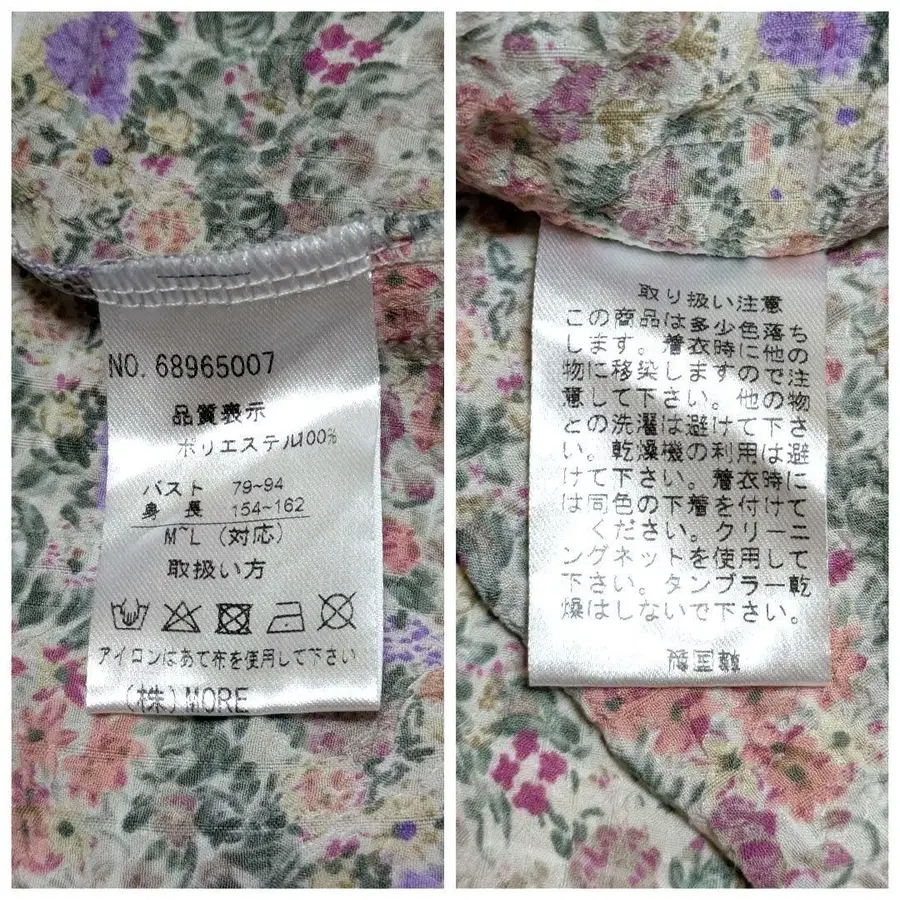 NO. 68965007
品質表示
ポリエステル100%
バスト 79~94
身長 154~162
M~L (対応)
取扱い方
アイロンはあて布を使用して下さい
(株)MORE
取り扱い注意
この商品は多少色落ち
します。着衣時に他の
物に移染しますので注
意して下さい。他の物
との洗濯は避けて下さ
い。乾燥機の利用は避
けて下さい。着衣時に
は同色の下着を付けて
ください。クリーニ
ングネットを使用して
下さい。タンブラー乾
燥はしないで下さい。
韓国製